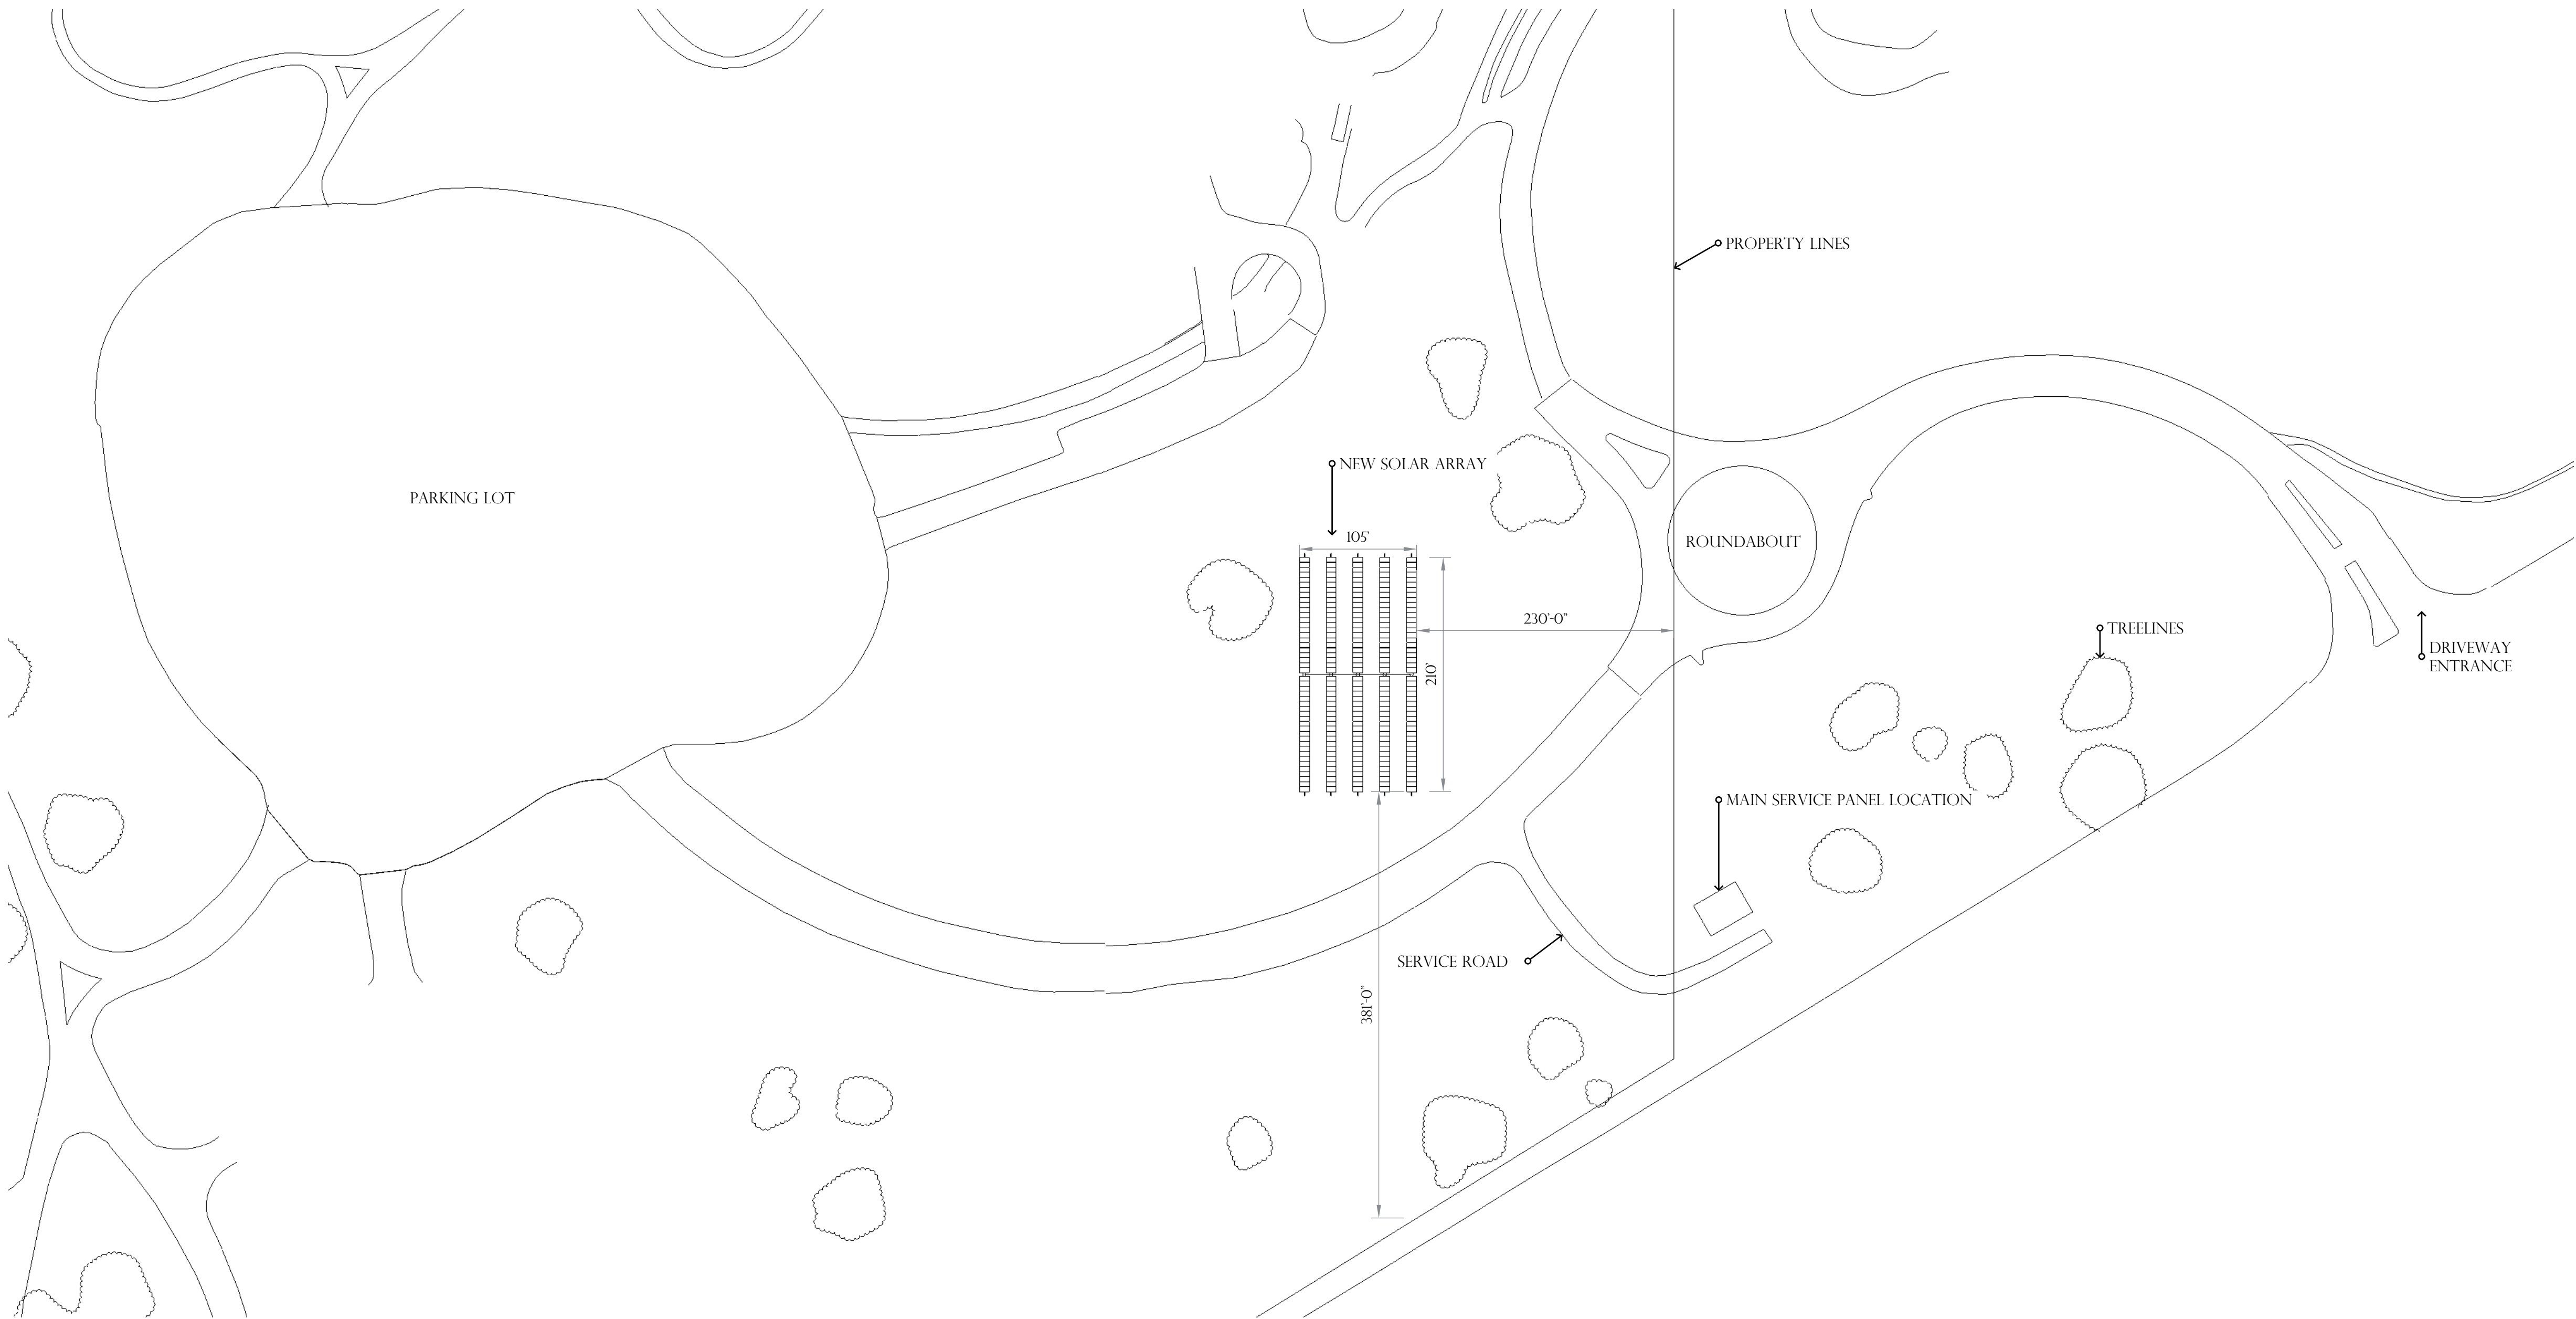 PROPERTY LINES
NEW SOLAR ARRAY
PARKING LOT
105'
ROUNDABOUT
230'-0"
TREELINES
DRIVEWAY
ENTRANCE
210'
MAIN SERVICE PANEL LOCATION
SERVICE ROAD
381'-0"